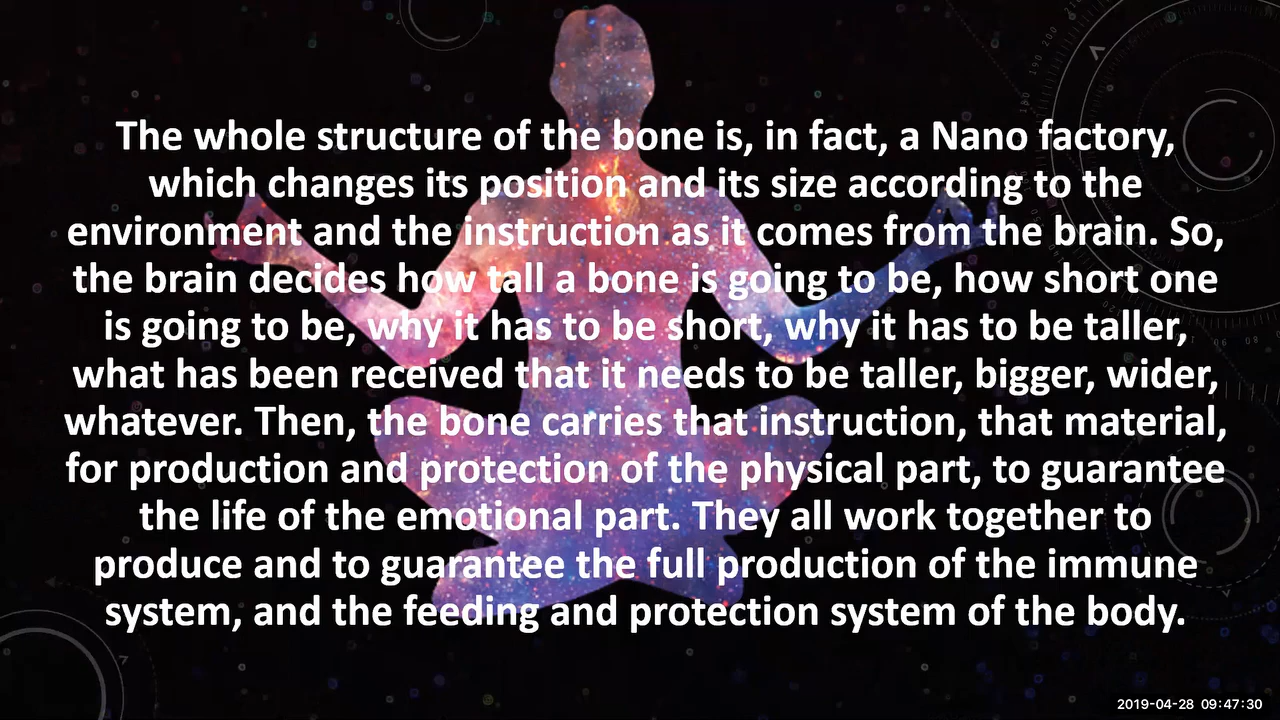 The whole structure of the bone is, in fact, a Nano factory,
which changes its position and its size according to the
environment and the instruction as it comes from the brain. So,
the brain decides how tall a bone is going to be, how short one
is going to be, why it has to be short, why it has to be taller,
what has been received that it needs to be taller, bigger, wider,
whatever. Then, the bone carries that instruction, that material,
for production and protection of the physical part, to guarantee
the life of the emotional part. They all work together to
produce and to guarantee the full production of the immune
system, and the feeding and protection system of the body.
2019-04-28 09:47:30